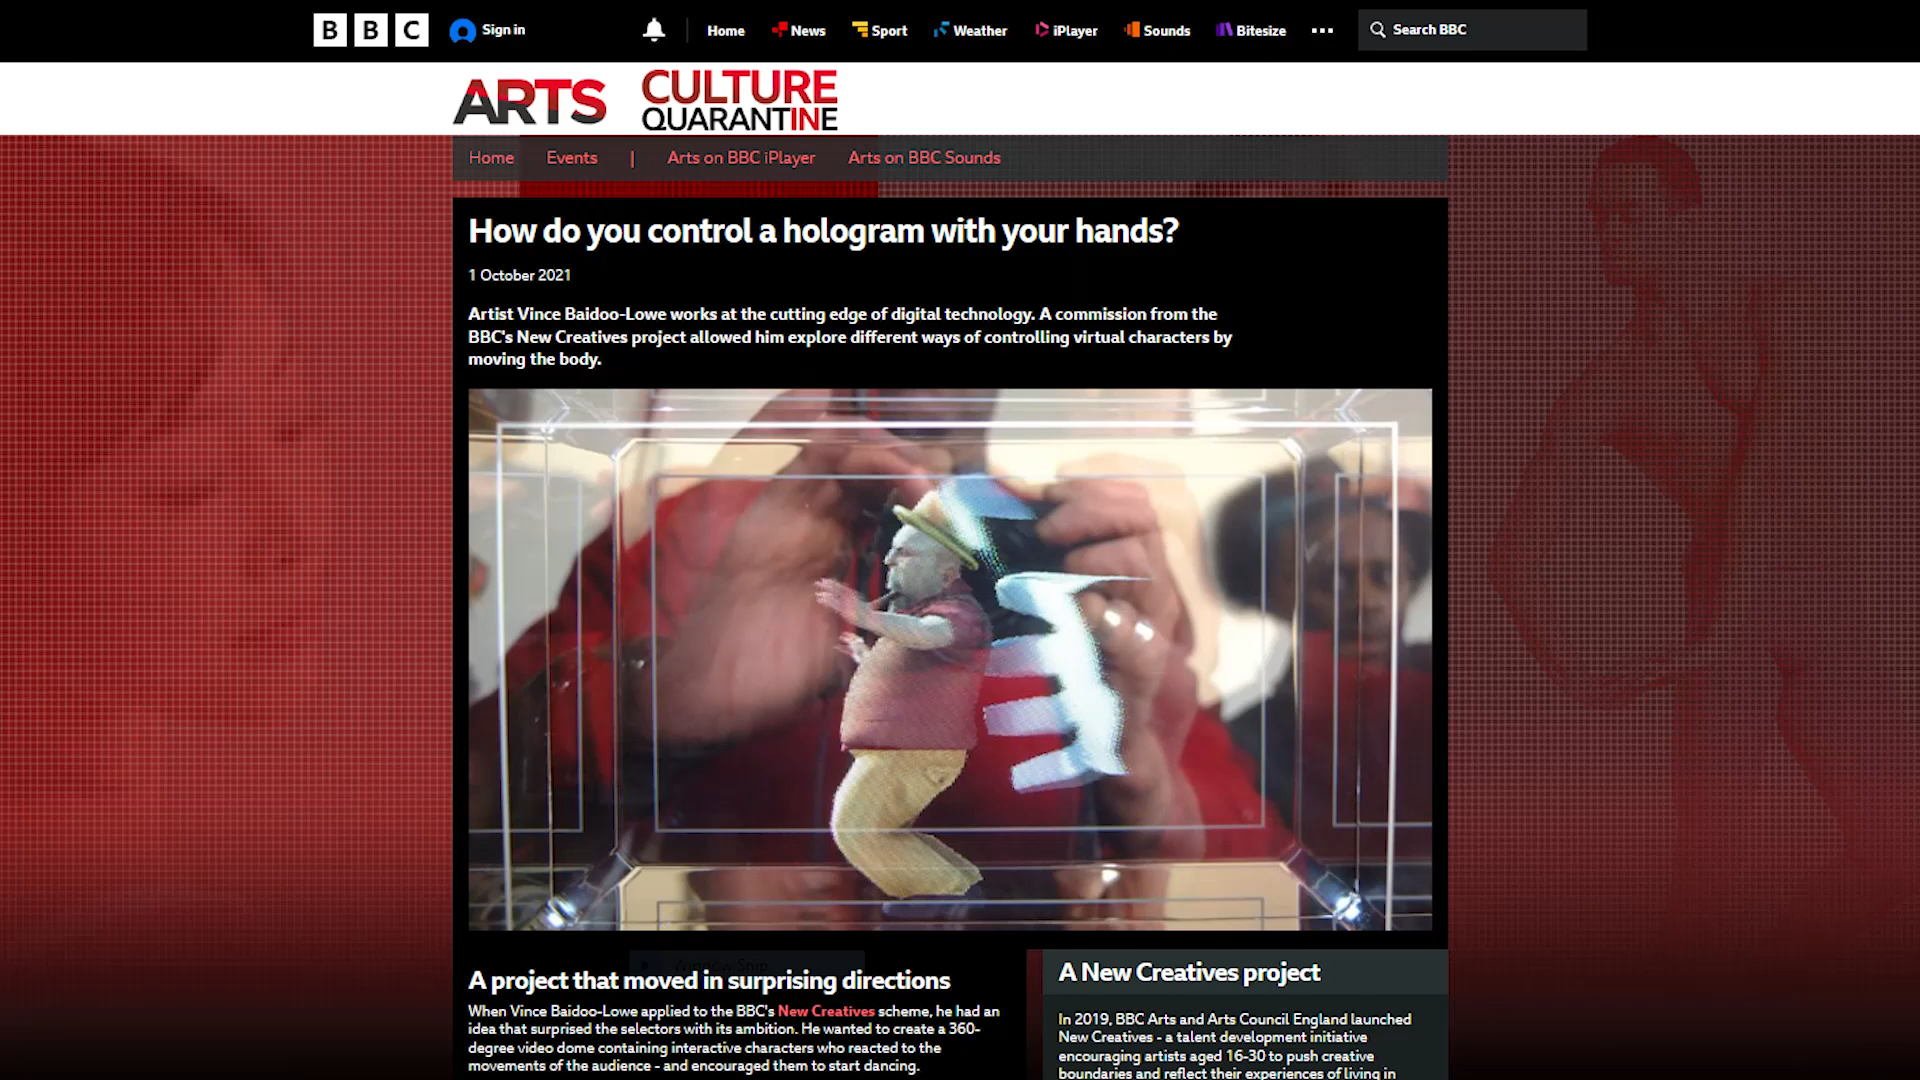 BBC
Sign in
Home
News
Sport
Weather
iPlayer
Sounds
Bitesize
Search BBC
ARTS
CULTURE
QUARANTINE
Home
Events
|
Arts on BBC iPlayer
Arts on BBC Sounds
How do you control a hologram with your hands?
1 October 2021
Artist Vince Baidoo-Lowe works at the cutting edge of digital technology. A commission from the
BBC's New Creatives project allowed him explore different ways of controlling virtual characters by
moving the body.
A project that moved in surprising directions
When Vince Baidoo-Lowe applied to the BBC's New Creatives scheme, he had an
idea that surprised the selectors with its ambition. He wanted to create a 360-
degree video dome containing interactive characters who reacted to the
movements of the audience - and encouraged them to start dancing.
A New Creatives project
In 2019, BBC Arts and Arts Council England launched
New Creatives - a talent development initiative
encouraging artists aged 16-30 to push creative
boundaries and reflect their experiences of living in